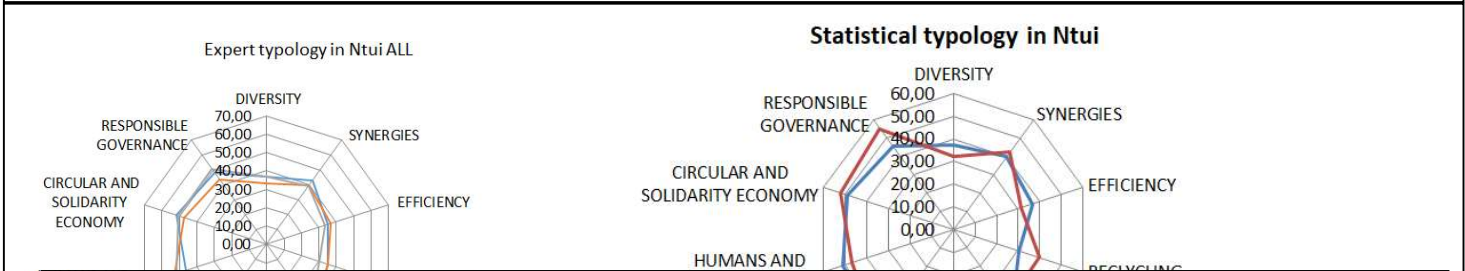 Expert typology in Ntui ALL
DIVERSITY
70,00
60,00
50,00
40,00
30,00
20,00
10,00
0,00
RESPONSIBLE
GOVERNANCE
SYNERGIES
CIRCULAR AND
SOLIDARITY
ECONOMY
EFFICIENCY
Statistical typology in Ntui
DIVERSITY
60,00
50,00
40,00
30,00
20,00
10,00
0,00
RESPONSIBLE
GOVERNANCE
SYNERGIES
CIRCULAR AND
SOLIDARITY ECONOMY
EFFICIENCY
HUMANS AND
RECYCLING